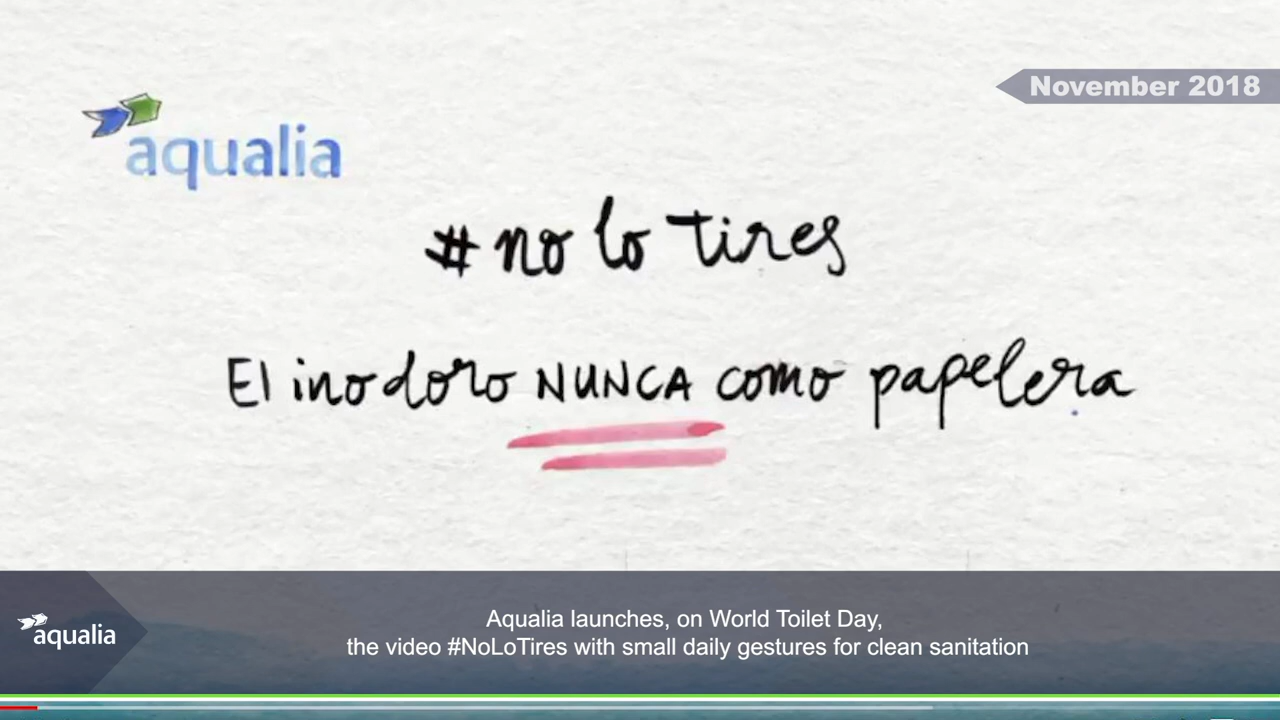 November 2018
aqualia
#no lo tires
El inodoro NUNCA como papelera
aqualia
Aqualia launches, on World Toilet Day,
the video #NoLoTires with small daily gestures for clean sanitation